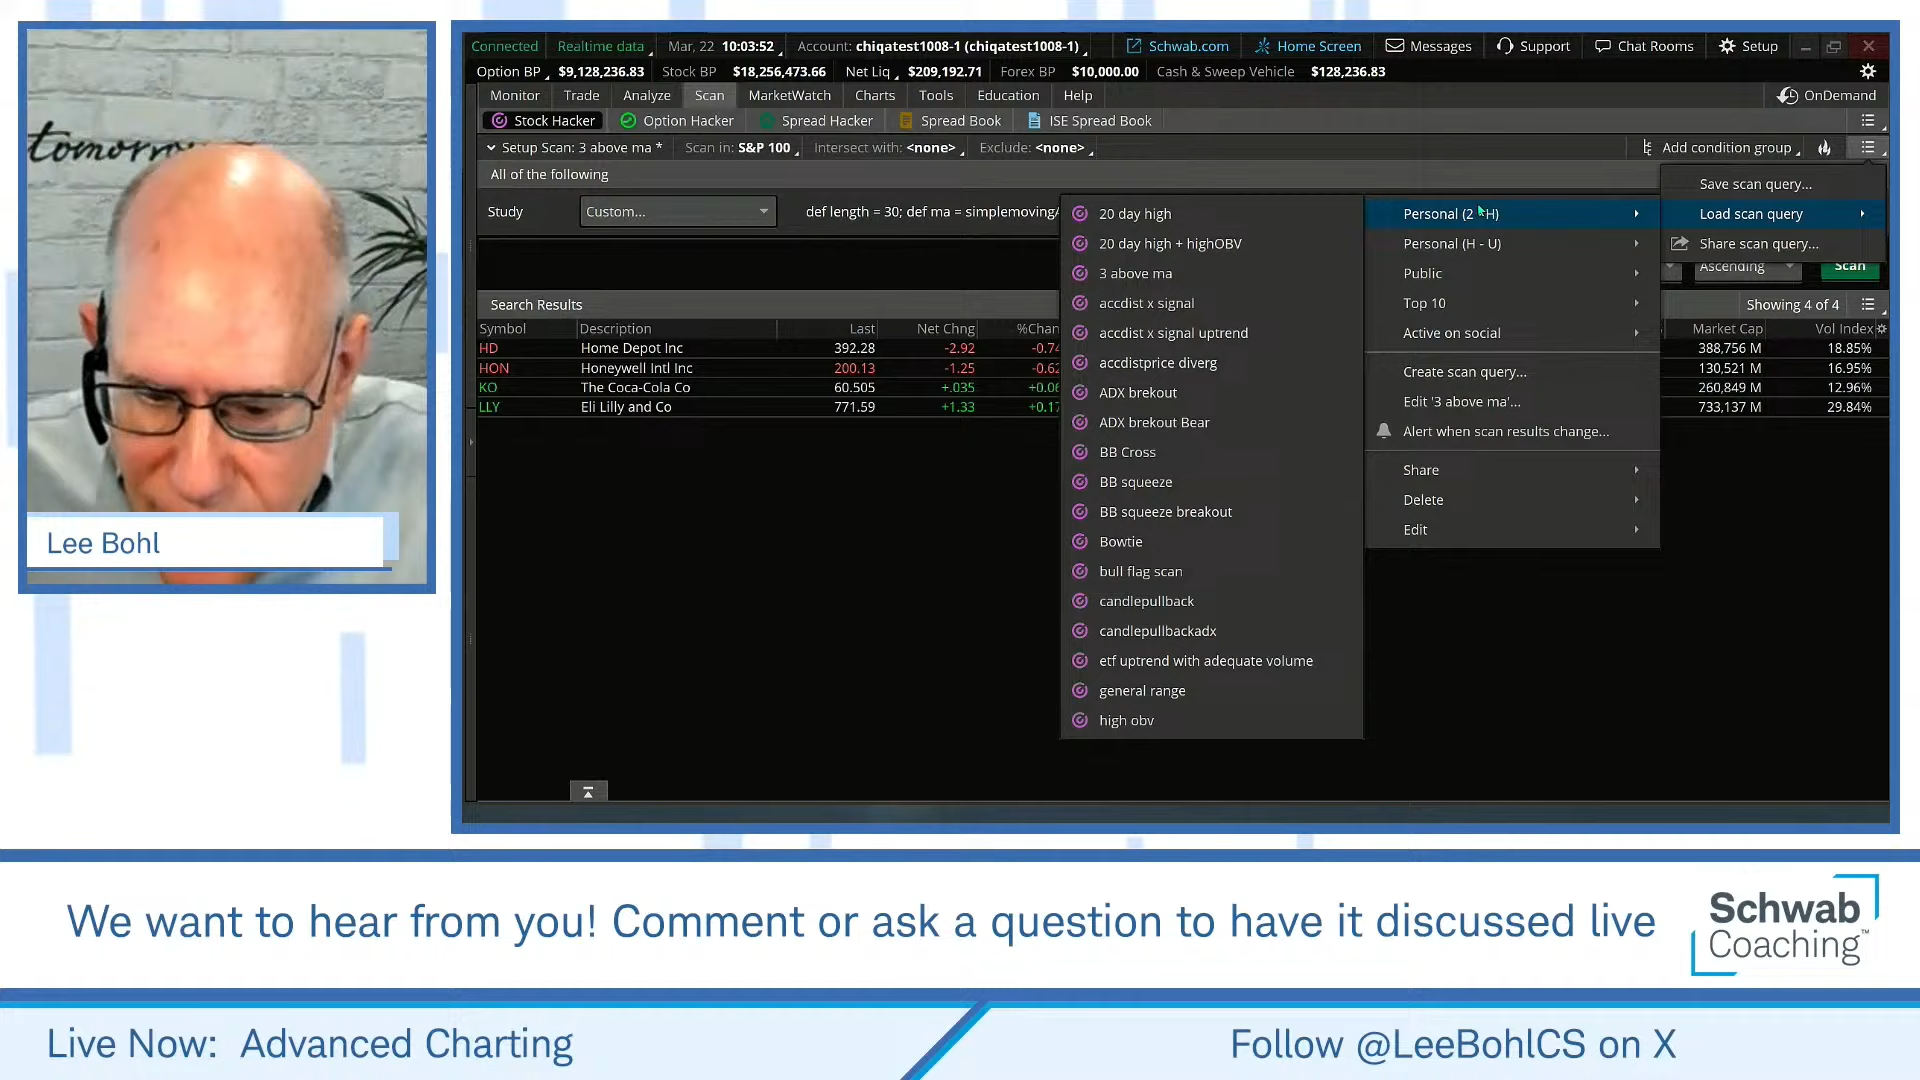 tomorrow
Lee Bohl
Connected Realtime data Mar, 22 10:03:52 Account: chiqatest1008-1 (chiqatest1008-1) Schwab.com Home Screen Messages Support Chat Rooms Setup
Option BP $9,128,236.83 Stock BP $18,256,473.66 Net Liq $209,192.71 Forex BP $10,000.00 Cash & Sweep Vehicle $128,236.83
Monitor Trade Analyze Scan MarketWatch Charts Tools Education Help OnDemand
Stock Hacker Option Hacker Spread Hacker Spread Book ISE Spread Book
Setup Scan: 3 above ma * Scan in: S&P 100 Intersect with: <none> Exclude: <none> Add condition group
All of the following
Study Custom... def length = 30; def ma = simplemovingA
Save scan query...
Load scan query
Share scan query...
Ascending Scan
Personal (2 - H)
Personal (H - U)
Public
Top 10
Active on social
Create scan query...
Edit '3 above ma'...
Alert when scan results change...
Share
Delete
Edit
20 day high
20 day high + highOBV
3 above ma
accdist x signal
accdist x signal uptrend
accdistprice diverg
ADX brekout
ADX brekout Bear
BB Cross
BB squeeze
BB squeeze breakout
Bowtie
bull flag scan
candlepullback
candlepullbackadx
etf uptrend with adequate volume
general range
high obv
Search Results Showing 4 of 4
Symbol Description Last Net Chng %Chan Market Cap Vol Index
HD Home Depot Inc 392.28 -2.92 -0.74 388,756 M 18.85%
HON Honeywell Intl Inc 200.13 -1.25 -0.62 130,521 M 16.95%
KO The Coca-Cola Co 60.505 +.035 +0.06 260,849 M 12.96%
LLY Eli Lilly and Co 771.59 +1.33 +0.17 733,137 M 29.84%
We want to hear from you! Comment or ask a question to have it discussed live
Schwab
Coaching™
Live Now: Advanced Charting
Follow @LeeBohlCS on X